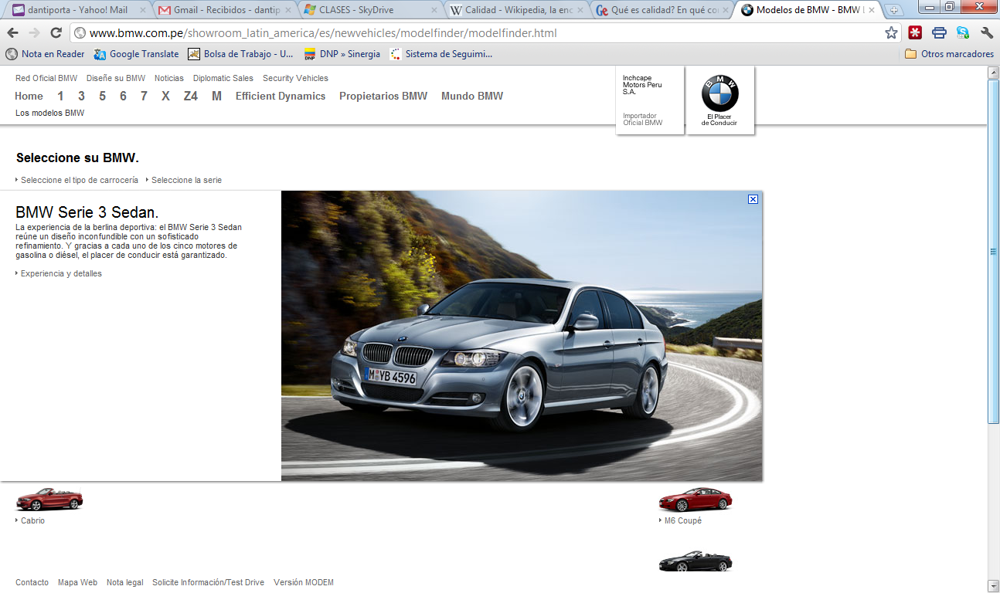 dantiporta - Yahoo! Mail
Gmail - Recibidos - dantip
CLASES - SkyDrive
Calidad - Wikipedia, la enc
Qué es calidad? En qué co
Modelos de BMW - BMW L
www.bmw.com.pe/showroom_latin_america/es/newvehicles/modelfinder/modelfinder.html
Nota en Reader
Google Translate
Bolsa de Trabajo - U...
DNP » Sinergia
Sistema de Seguimi...
Otros marcadores
Red Oficial BMW Diseñe su BMW Noticias Diplomatic Sales Security Vehicles
Home 1 3 5 6 7 X Z4 M Efficient Dynamics Propietarios BMW Mundo BMW
Los modelos BMW
Inchcape
Motors Peru
S.A.
Importador
Oficial BMW
BMW
El Placer
de Conducir
Seleccione su BMW.
Seleccione el tipo de carrocería Seleccione la serie
BMW Serie 3 Sedan.
La experiencia de la berlina deportiva: el BMW Serie 3 Sedan
reúne un diseño inconfundible con un sofisticado
refinamiento. Y gracias a cada uno de los cinco motores de
gasolina o diésel, el placer de conducir está garantizado.
Experiencia y detalles
M YB 4596
Cabrio
M6 Coupé
Contacto Mapa Web Nota legal Solicite Información/Test Drive Versión MODEM